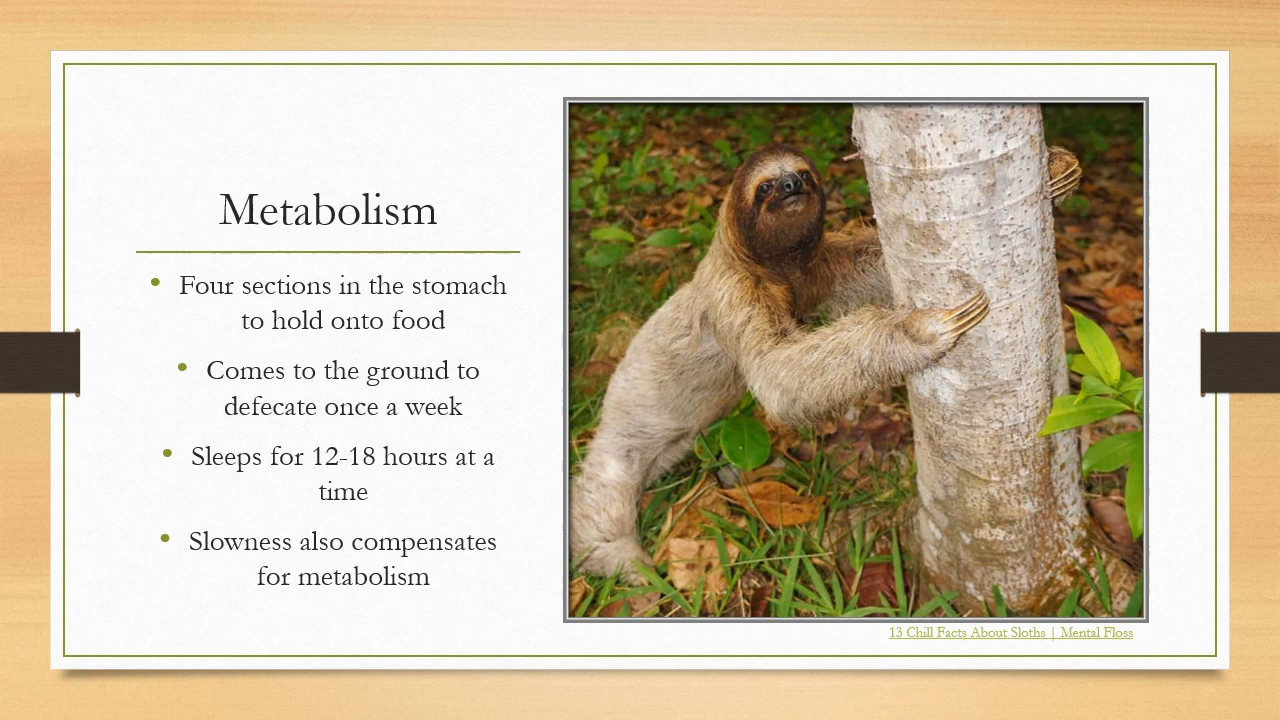 Metabolism
• Four sections in the stomach
to hold onto food
• Comes to the ground to
defecate once a week
• Sleeps for 12-18 hours at a
time
• Slowness also compensates
for metabolism
13 Chill Facts About Sloths | Mental Floss